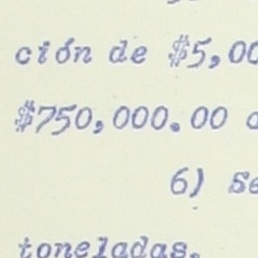 ción de $5,00
$750,000.00
6) se
toneladas.